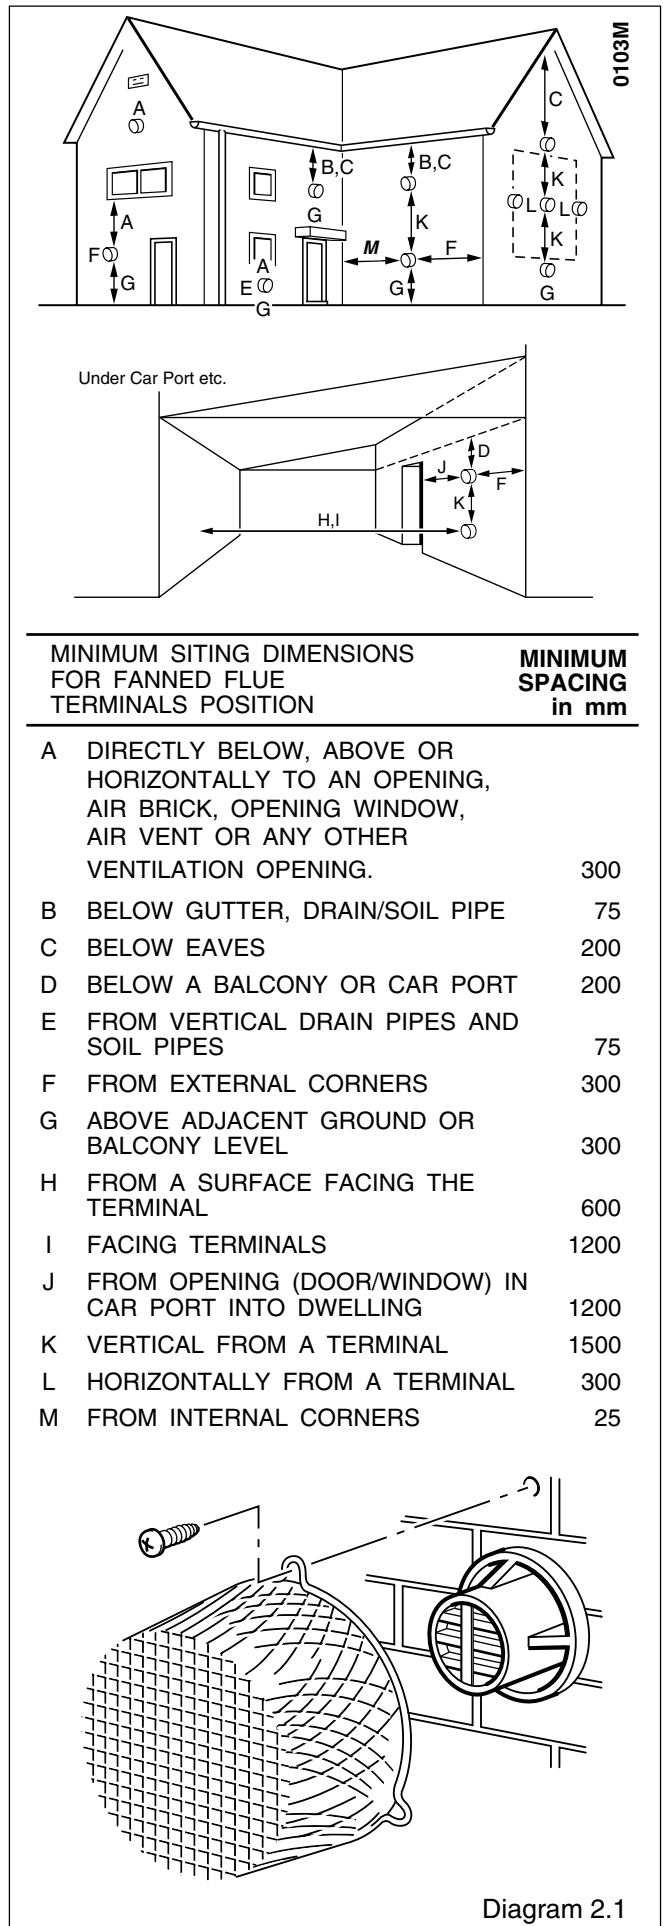 0103M
A
C
B,C
B,C
K
A
G
L
L
K
F
M
F
K
A
G
E
G
G
G
Under Car Port etc.
D
J
F
K
H,I
MINIMUM SITING DIMENSIONS
FOR FANNED FLUE
TERMINALS POSITION
MINIMUM
SPACING
in mm
A DIRECTLY BELOW, ABOVE OR
HORIZONTALLY TO AN OPENING,
AIR BRICK, OPENING WINDOW,
AIR VENT OR ANY OTHER
VENTILATION OPENING. 300
B BELOW GUTTER, DRAIN/SOIL PIPE 75
C BELOW EAVES 200
D BELOW A BALCONY OR CAR PORT 200
E FROM VERTICAL DRAIN PIPES AND
SOIL PIPES 75
F FROM EXTERNAL CORNERS 300
G ABOVE ADJACENT GROUND OR
BALCONY LEVEL 300
H FROM A SURFACE FACING THE
TERMINAL 600
I FACING TERMINALS 1200
J FROM OPENING (DOOR/WINDOW) IN
CAR PORT INTO DWELLING 1200
K VERTICAL FROM A TERMINAL 1500
L HORIZONTALLY FROM A TERMINAL 300
M FROM INTERNAL CORNERS 25
Diagram 2.1